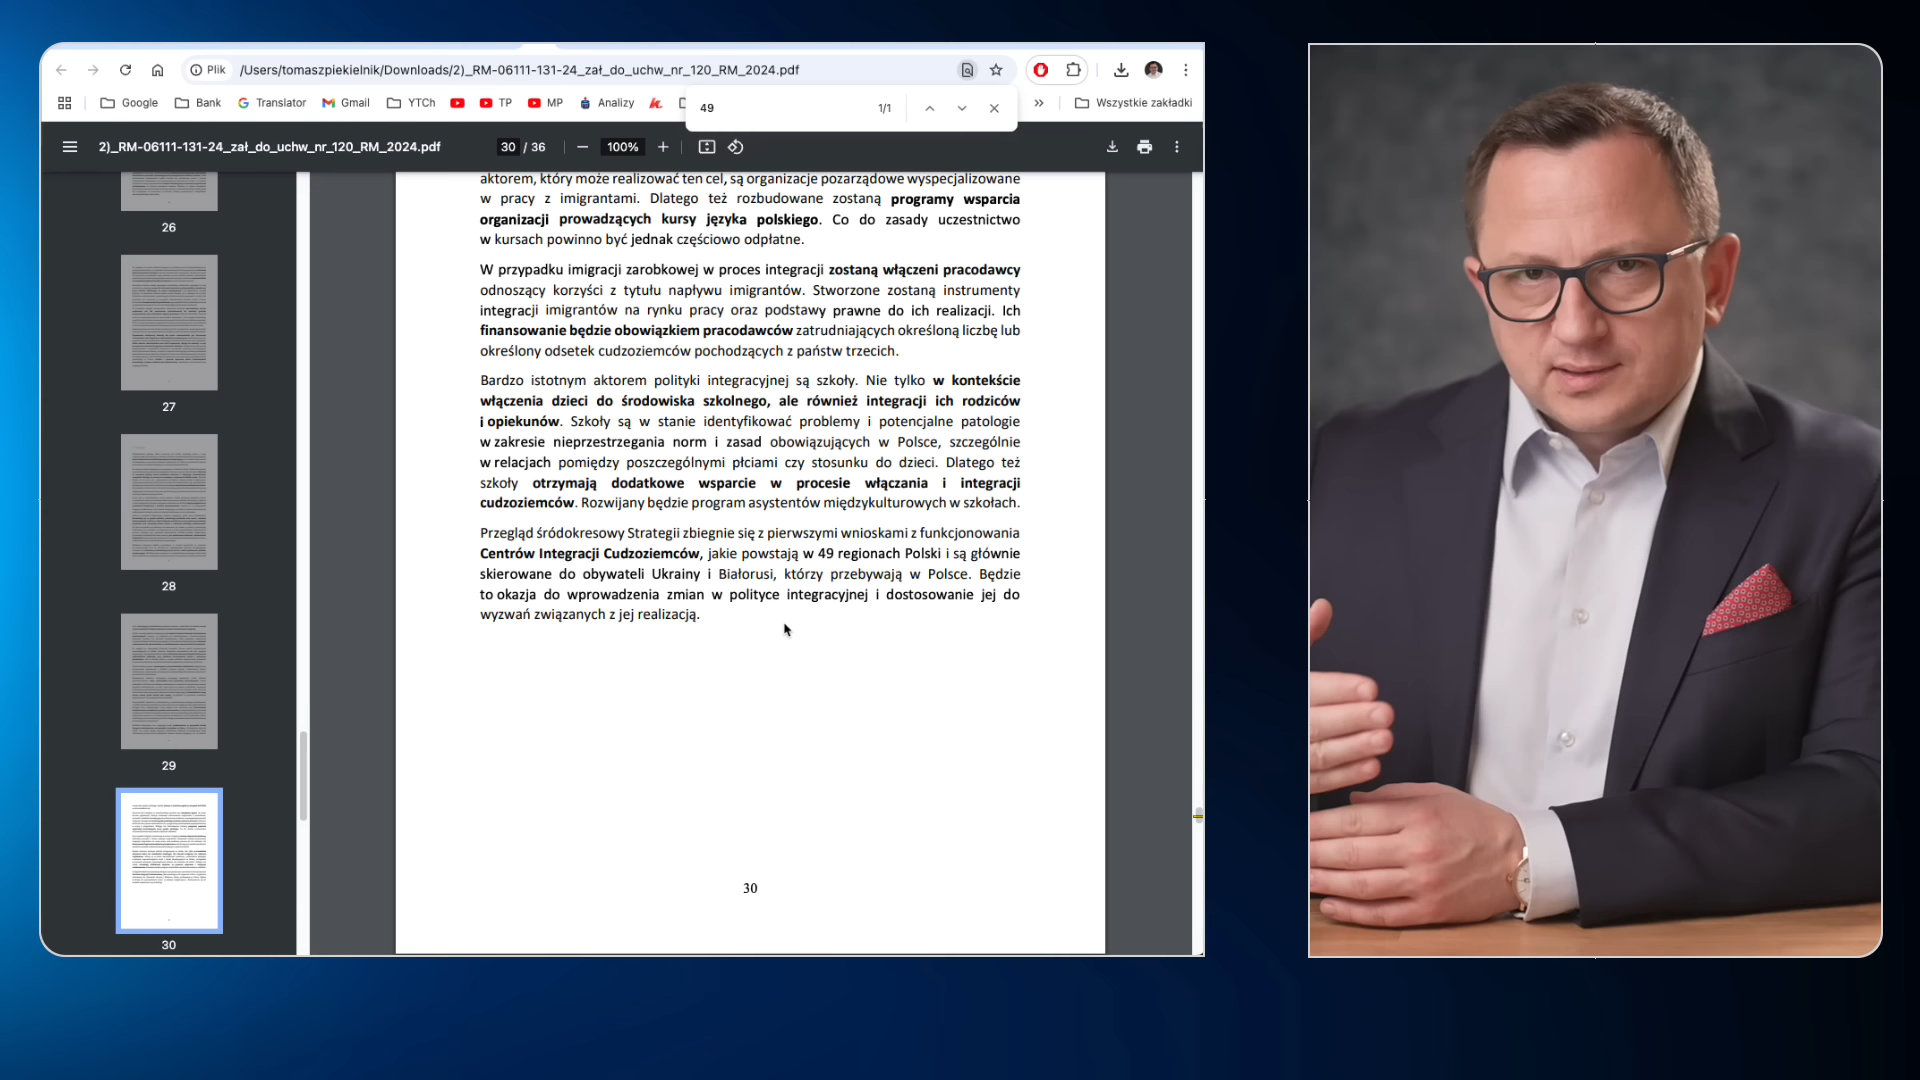 Plik
/Users/tomaszpiekielnik/Downloads/2)_RM-06111-131-24_zał_do_uchw_nr_120_RM_2024.pdf
Google
Bank
Translator
Gmail
YTCh
TP
MP
Analizy
Wszystkie zakładki
49
1/1
2)_RM-06111-131-24_zał_do_uchw_nr_120_RM_2024.pdf
30 / 36
100%
26
27
28
29
30
aktorem, który może realizować ten cel, są organizacje pozarządowe wyspecjalizowane
w pracy z imigrantami. Dlatego też rozbudowane zostaną programy wsparcia
organizacji prowadzących kursy języka polskiego. Co do zasady uczestnictwo
w kursach powinno być jednak częściowo odpłatne.
W przypadku imigracji zarobkowej w proces integracji zostaną włączeni pracodawcy
odnoszący korzyści z tytułu napływu imigrantów. Stworzone zostaną instrumenty
integracji imigrantów na rynku pracy oraz podstawy prawne do ich realizacji. Ich
finansowanie będzie obowiązkiem pracodawców zatrudniających określoną liczbę lub
określony odsetek cudzoziemców pochodzących z państw trzecich.
Bardzo istotnym aktorem polityki integracyjnej są szkoły. Nie tylko w kontekście
włączenia dzieci do środowiska szkolnego, ale również integracji ich rodziców
i opiekunów. Szkoły są w stanie identyfikować problemy i potencjalne patologie
w zakresie nieprzestrzegania norm i zasad obowiązujących w Polsce, szczególnie
w relacjach pomiędzy poszczególnymi płciami czy stosunku do dzieci. Dlatego też
szkoły otrzymają dodatkowe wsparcie w procesie włączania i integracji
cudzoziemców. Rozwijany będzie program asystentów międzykulturowych w szkołach.
Przegląd śródokresowy Strategii zbiegnie się z pierwszymi wnioskami z funkcjonowania
Centrów Integracji Cudzoziemców, jakie powstają w 49 regionach Polski i są głównie
skierowane do obywateli Ukrainy i Białorusi, którzy przebywają w Polsce. Będzie
to okazja do wprowadzenia zmian w polityce integracyjnej i dostosowanie jej do
wyzwań związanych z jej realizacją.
30